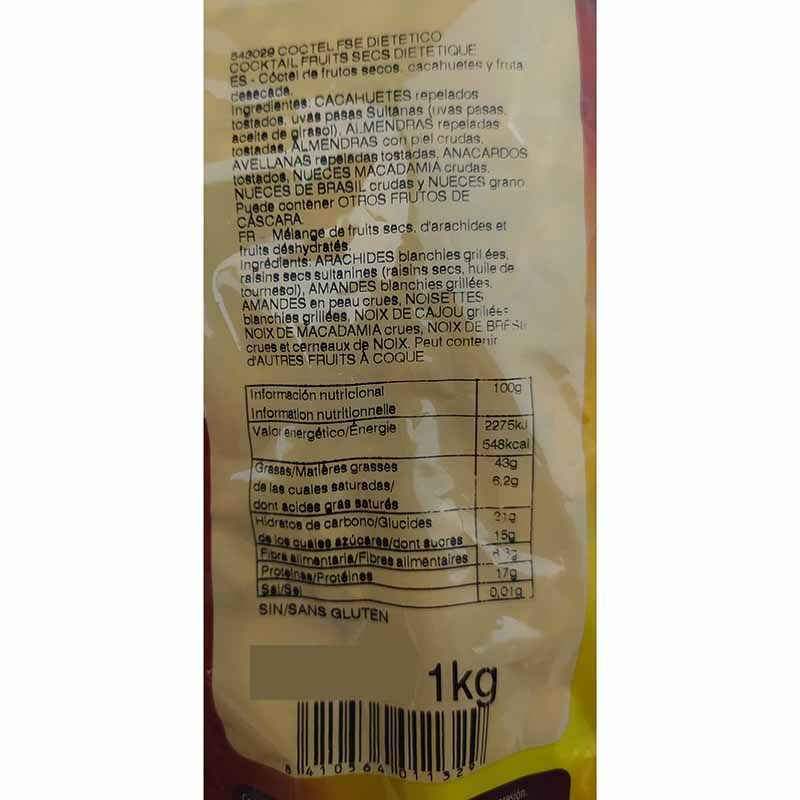 543029 COCTEL FSE DIETETICO
COCKTAIL FRUITS SECS DIETETIQUE
ES - Cóctel de frutos secos, cacahuetes y fruta
desecada.
Ingredientes: CACAHUETES repelados
tostados, uvas pasas Sultanas (uvas pasas,
aceite de girasol), ALMENDRAS repeladas
tostadas, ALMENDRAS con piel crudas,
AVELLANAS repeladas tostadas, ANACARDOS
tostados, NUECES MACADAMIA crudas,
NUECES DE BRASIL crudas y NUECES grano.
Puede contener OTROS FRUTOS DE
CÁSCARA.
FR - Mélange de fruits secs, d'arachides et
fruits déshydratés.
Ingrédients: ARACHIDES blanchies grillées,
raisins secs sultanines (raisins secs, huile de
tournesol), AMANDES blanchies grillées,
AMANDES en peau crues, NOISETTES
blanchies grillées, NOIX DE CAJOU grillées
NOIX DE MACADAMIA crues, NOIX DE BRÉSIL
crues et cerneaux de NOIX. Peut contenir
d'AUTRES FRUITS À COQUE
Información nutricional 100g
Information nutritionnelle
Valor energético/Énergie 2275kJ
548kcal
Grasas/Matières grasses 43g
de las cuales saturadas/ 6,2g
dont acides gras saturés
Hidratos de carbono/Glucides 21g
de los cuales azúcares/dont sucres 15g
Fibra alimentaria/Fibres alimentaires
Proteínas/Protéines 17g
Sal/Sel 0,01g
SIN/SANS GLUTEN
1kg
8 410364 011329